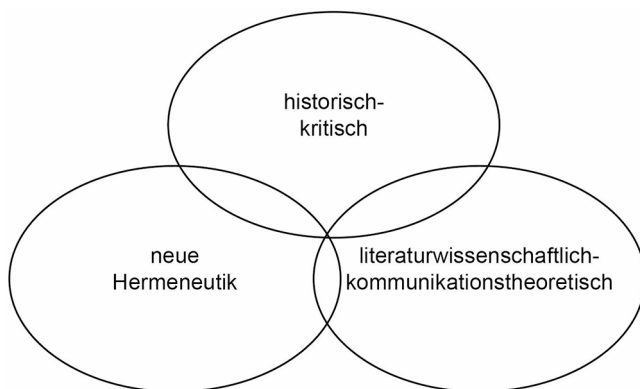 historisch-
kritisch
neue
Hermeneutik
literaturwissenschaftlich-
kommunikationstheoretisch